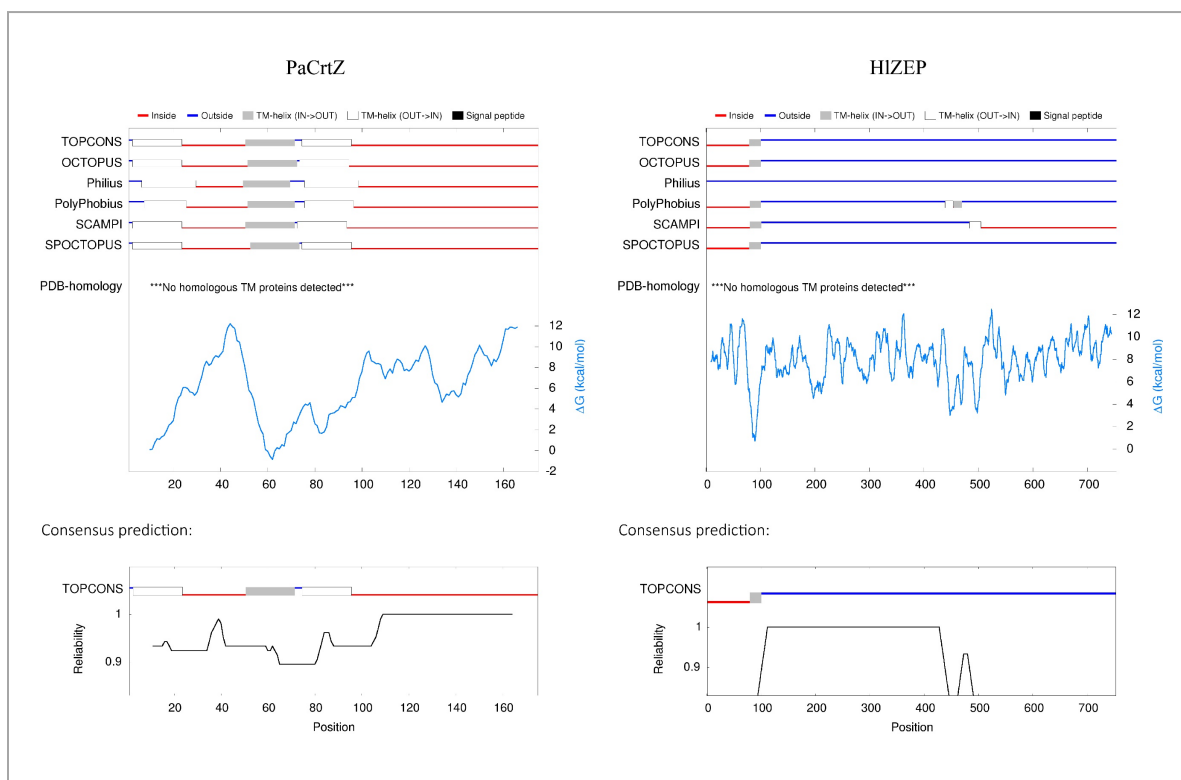 PaCrtZ
Inside Outside TM-helix (IN->OUT) TM-helix (OUT->IN) Signal peptide
TOPCONS
OCTOPUS
Philius
PolyPhobius
SCAMPI
SPOCTOPUS
PDB-homology ***No homologous TM proteins detected***
12
10
8
6
4
2
0
-2
ΔG (kcal/mol)
20 40 60 80 100 120 140 160
Consensus prediction:
TOPCONS
1
0.9
Reliability
20 40 60 80 100 120 140 160
Position
HlZEP
Inside Outside TM-helix (IN->OUT) TM-helix (OUT->IN) Signal peptide
TOPCONS
OCTOPUS
Philius
PolyPhobius
SCAMPI
SPOCTOPUS
PDB-homology ***No homologous TM proteins detected***
12
10
8
6
4
2
0
ΔG (kcal/mol)
0 100 200 300 400 500 600 700
Consensus prediction:
TOPCONS
1
0.9
Reliability
0 100 200 300 400 500 600 700
Position